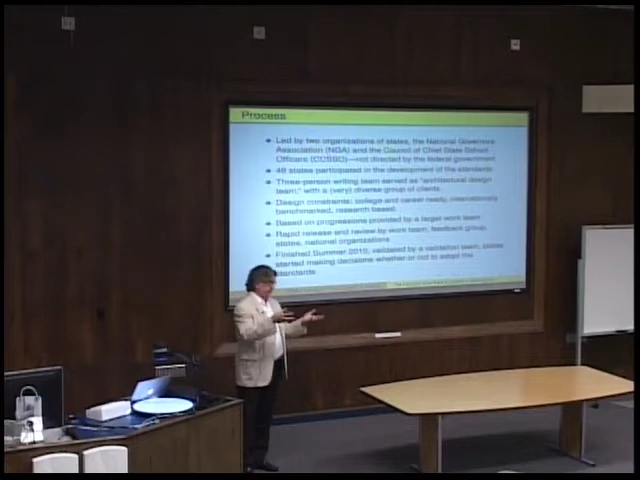 Process
Led by two organizations of states, the National Governors
Association (NGA) and the Council of Chief State School
Officers (CCSSO)—not directed by the federal government.
48 states participated in the development of the standards.
Three-person writing team served as "architectural design
team," with a (very) diverse group of clients.
Design constraints: college and career ready, internationally
benchmarked, research based.
Based on progressions provided by a larger work team.
Rapid release and review by work team, feedback group,
states, national organizations
Finished Summer 2010, validated by a validation team, states
started making decisions whether or not to adopt the
standards.